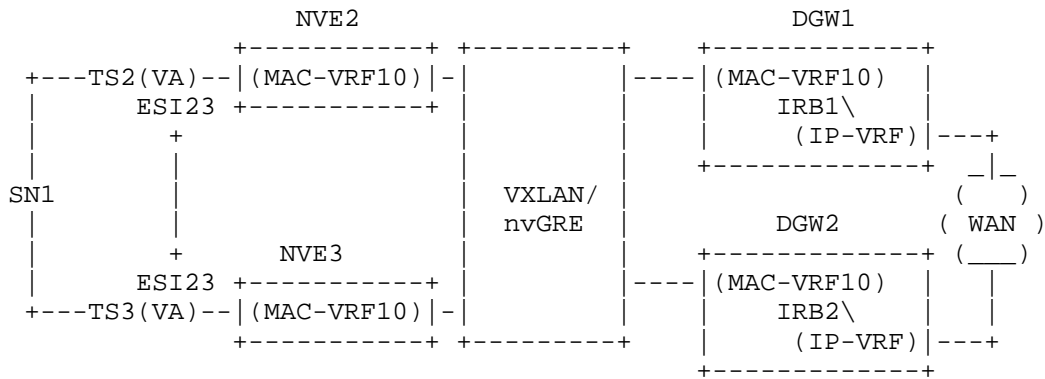 NVE2 DGW1
+-----------+ +---------+ +-------------+
+---TS2(VA)--|(MAC-VRF10)|-| |----|(MAC-VRF10) |
| ESI23 +-----------+ | | | IRB1\ |
| + | | | (IP-VRF)|---+
| | | | +-------------+ _|_
SN1 | | VXLAN/ | ( )
| | | nvGRE | DGW2 ( WAN )
| + NVE3 | | +-------------+ (___)
| ESI23 +-----------+ | |----|(MAC-VRF10) | |
+---TS3(VA)--|(MAC-VRF10)|-| | | IRB2\ | |
+-----------+ +---------+ | (IP-VRF)|---+
+-------------+